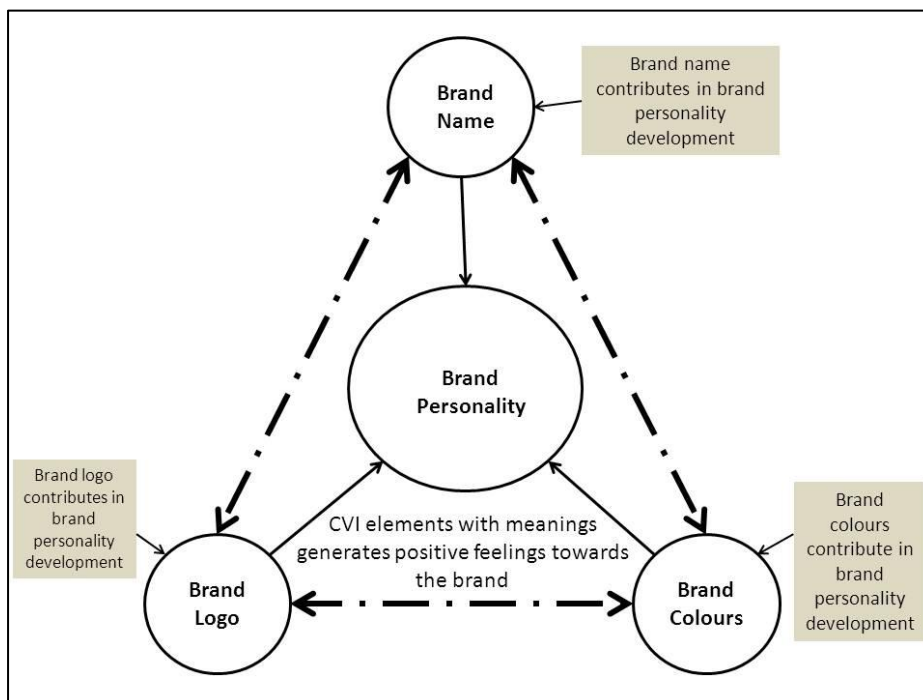 Brand
Name
Brand name
contributes in brand
personality
development
Brand
Personality
Brand logo
contributes in
brand
personality
development
CVI elements with meanings
generates positive feelings towards
the brand
Brand
Logo
Brand
Colours
Brand
colours
contribute in
brand
personality
development